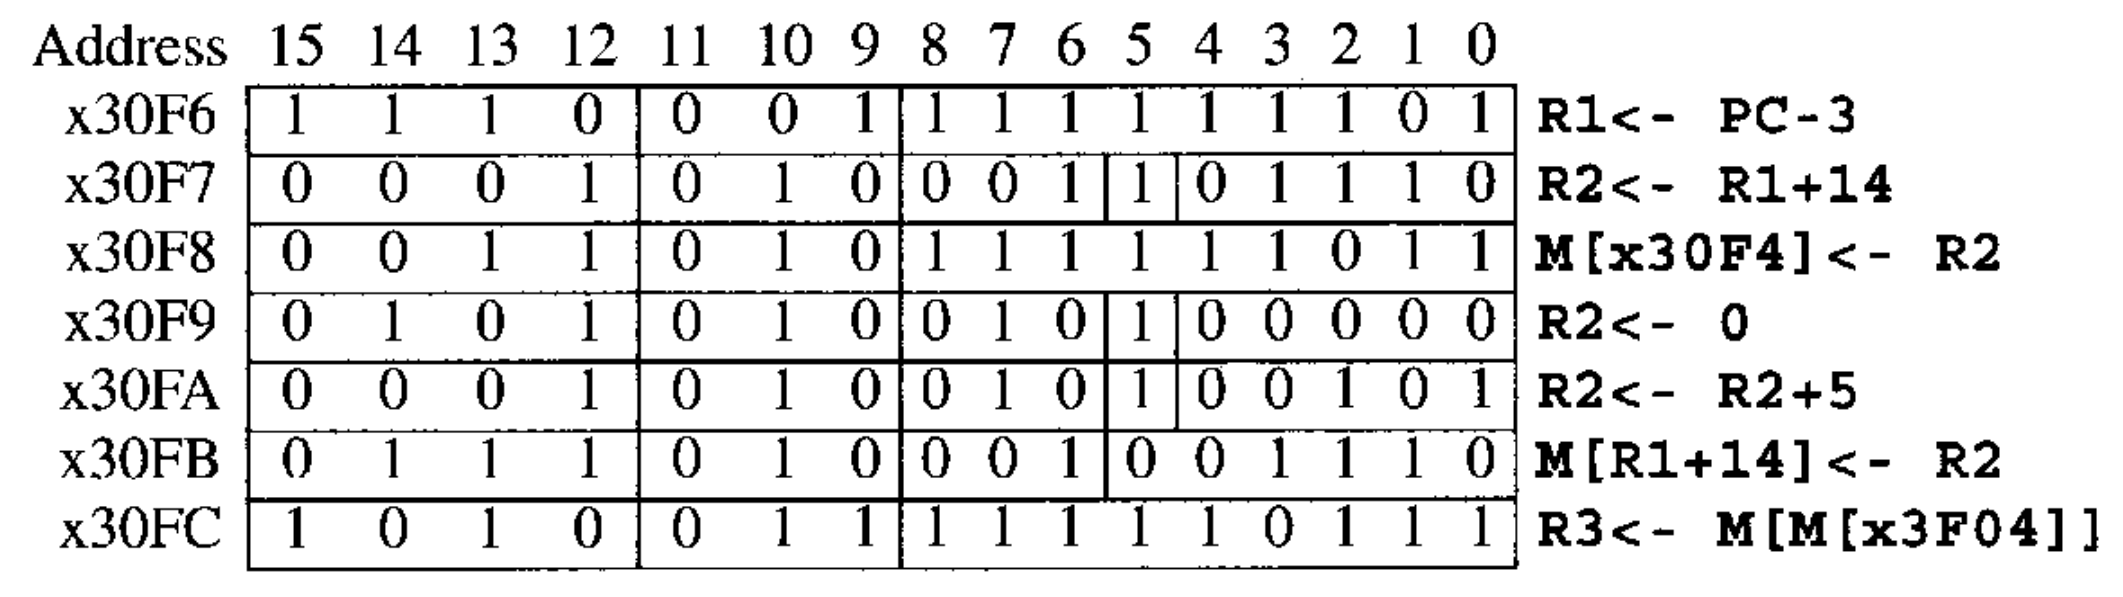 Address 15 14 13 12 11 10 9 8 7 6 5 4 3 2 1 0
x30F6 1 1 1 0 0 0 1 1 1 1 1 1 1 1 0 1 R1<- PC-3
x30F7 0 0 0 1 0 1 0 0 0 1 1 0 1 1 1 0 R2<- R1+14
x30F8 0 0 1 1 0 1 0 1 1 1 1 1 1 0 1 1 M[x30F4]<- R2
x30F9 0 1 0 1 0 1 0 0 1 0 1 0 0 0 0 0 R2<- 0
x30FA 0 0 0 1 0 1 0 0 1 0 1 0 0 1 0 1 R2<- R2+5
x30FB 0 1 1 1 0 1 0 0 0 1 0 0 1 1 1 0 M[R1+14]<- R2
x30FC 1 0 1 0 0 1 1 1 1 1 1 1 0 1 1 1 R3<- M[M[x3F04]]